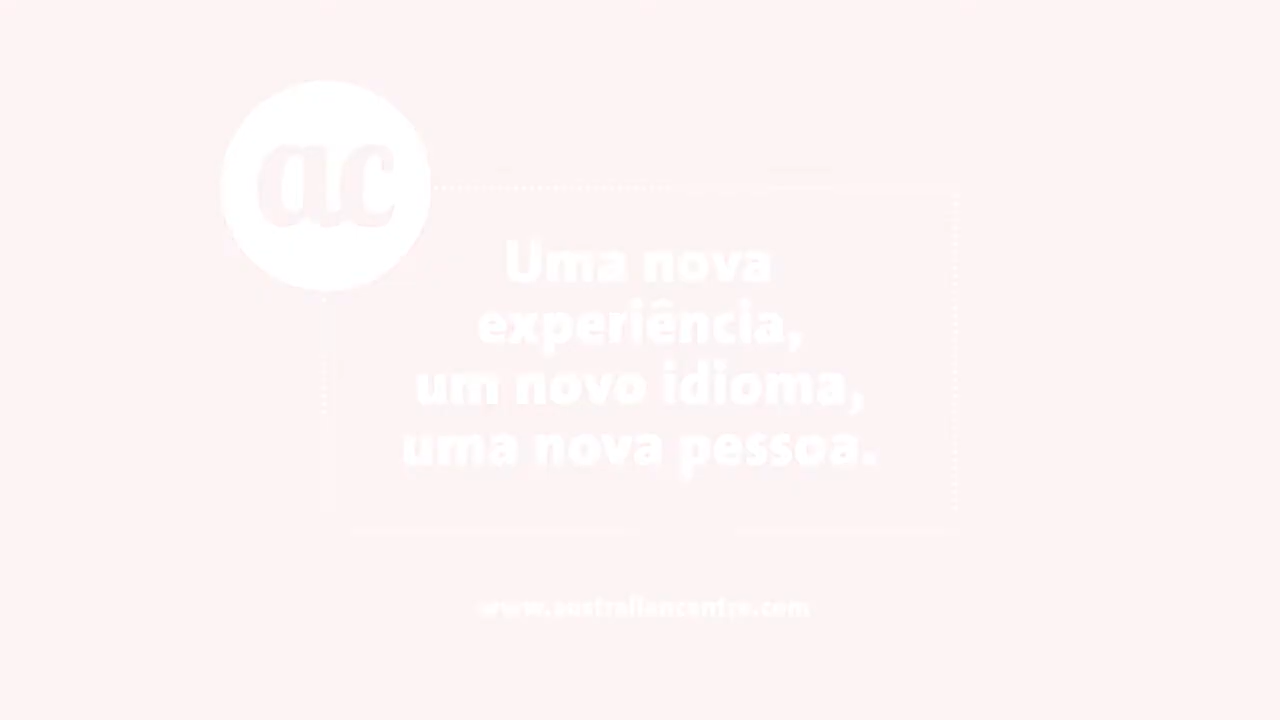 ac
Uma nova
experiência,
um novo idioma,
uma nova pessoa.
www.australiancentre.com